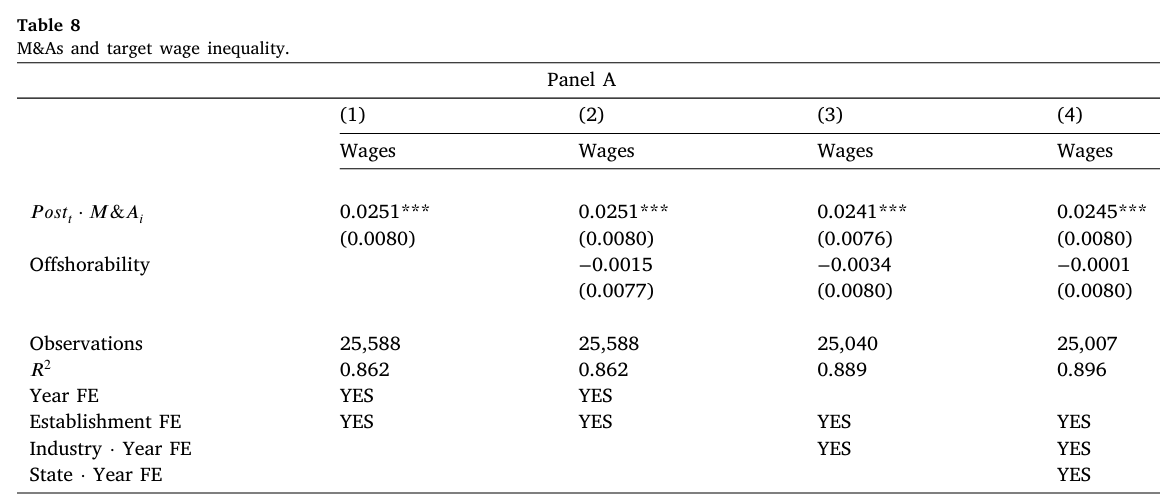 Table 8
M&As and target wage inequality.
Panel A
(1) (2) (3) (4)
Wages Wages Wages Wages
Post_t · M&A_i 0.0251*** 0.0251*** 0.0241*** 0.0245***
(0.0080) (0.0080) (0.0076) (0.0080)
Offshorability −0.0015 −0.0034 −0.0001
(0.0077) (0.0080) (0.0080)
Observations 25,588 25,588 25,040 25,007
R² 0.862 0.862 0.889 0.896
Year FE YES YES
Establishment FE YES YES YES YES
Industry · Year FE YES YES
State · Year FE YES